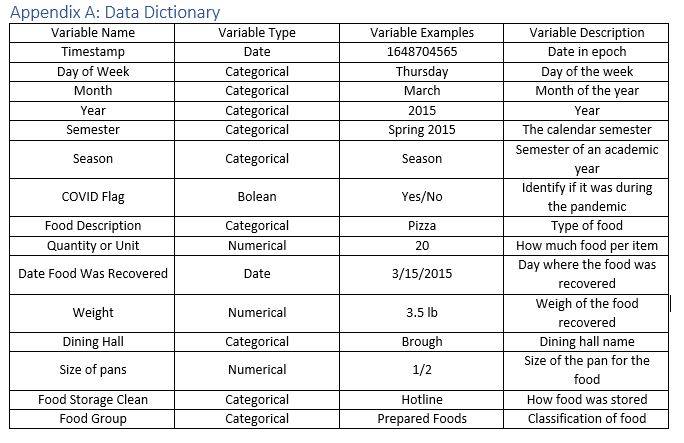 Appendix A: Data Dictionary
Variable Name Variable Type Variable Examples Variable Description
Timestamp Date 1648704565 Date in epoch
Day of Week Categorical Thursday Day of the week
Month Categorical March Month of the year
Year Categorical 2015 Year
Semester Categorical Spring 2015 The calendar semester
Season Categorical Season Semester of an academic
year
COVID Flag Bolean Yes/No Identify if it was during
the pandemic
Food Description Categorical Pizza Type of food
Quantity or Unit Numerical 20 How much food per item
Date Food Was Recovered Date 3/15/2015 Day where the food was
recovered
Weight Numerical 3.5 lb Weigh of the food
recovered
Dining Hall Categorical Brough Dining hall name
Size of pans Numerical 1/2 Size of the pan for the
food
Food Storage Clean Categorical Hotline How food was stored
Food Group Categorical Prepared Foods Classification of food